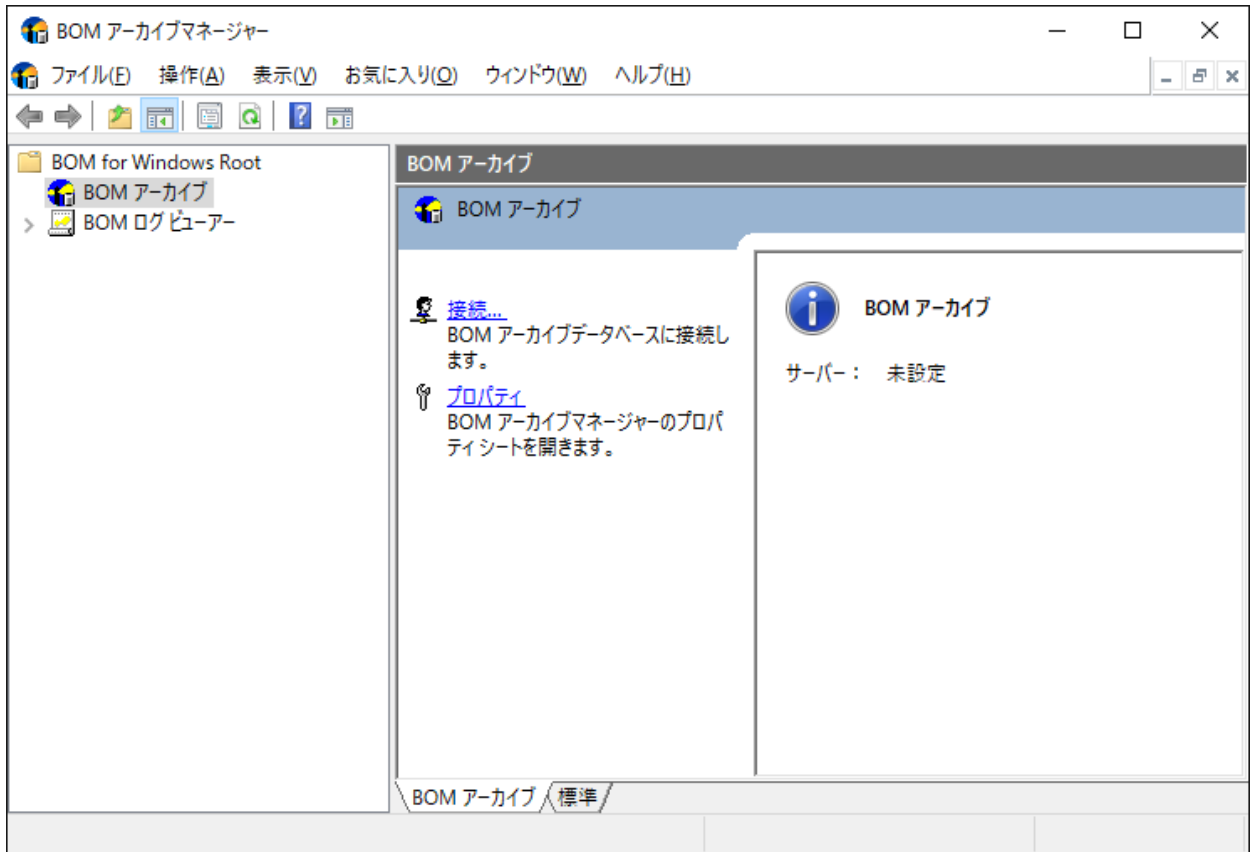 BOM アーカイブマネージャー
ファイル(F) 操作(A) 表示(V) お気に入り(O) ウィンドウ(W) ヘルプ(H)
BOM for Windows Root
BOM アーカイブ
BOM ログ ビューアー
BOM アーカイブ
BOM アーカイブ
接続...
BOM アーカイブデータベースに接続し
ます。
プロパティ
BOM アーカイブマネージャーのプロパ
ティ シートを開きます。
BOM アーカイブ
サーバー： 未設定
BOM アーカイブ 標準